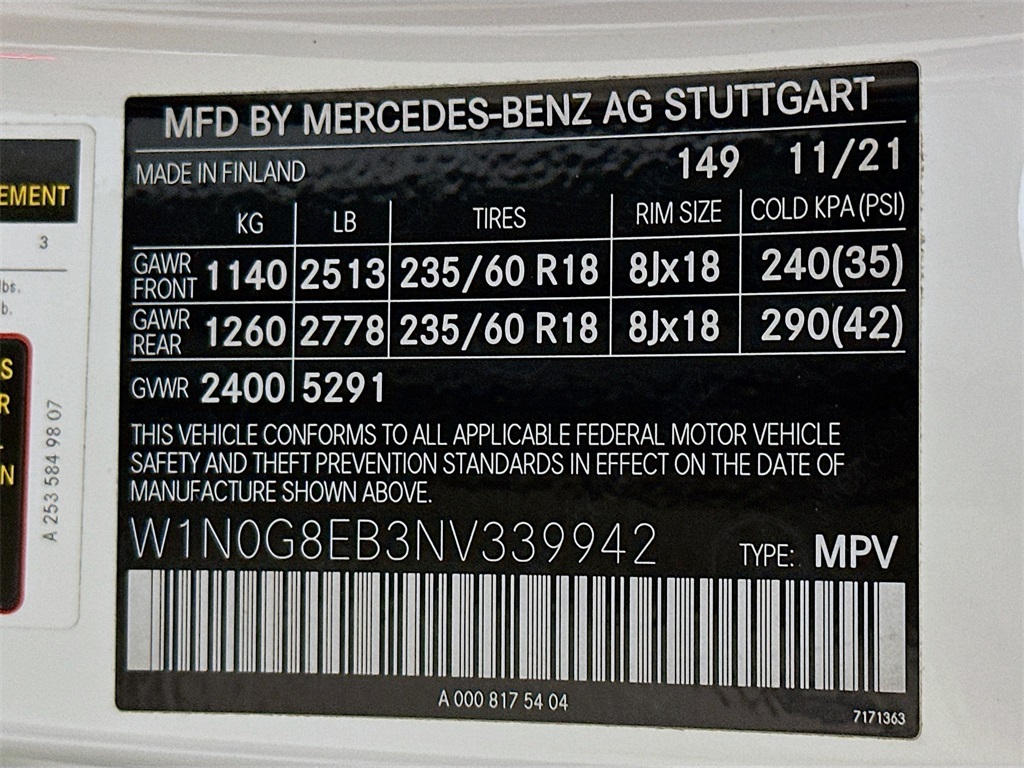 MFD BY MERCEDES-BENZ AG STUTTGART
MADE IN FINLAND 149 11/21
KG LB TIRES RIM SIZE COLD KPA (PSI)
GAWR FRONT 1140 2513 235/60 R18 8Jx18 240(35)
GAWR REAR 1260 2778 235/60 R18 8Jx18 290(42)
GVWR 2400 5291
THIS VEHICLE CONFORMS TO ALL APPLICABLE FEDERAL MOTOR VEHICLE
SAFETY AND THEFT PREVENTION STANDARDS IN EFFECT ON THE DATE OF
MANUFACTURE SHOWN ABOVE.
W1N0G8EB3NV339942 TYPE: MPV
A 000 817 54 04
7171363
EMENT
3
lbs.
b.
S
R
N
A 253 584 98 07